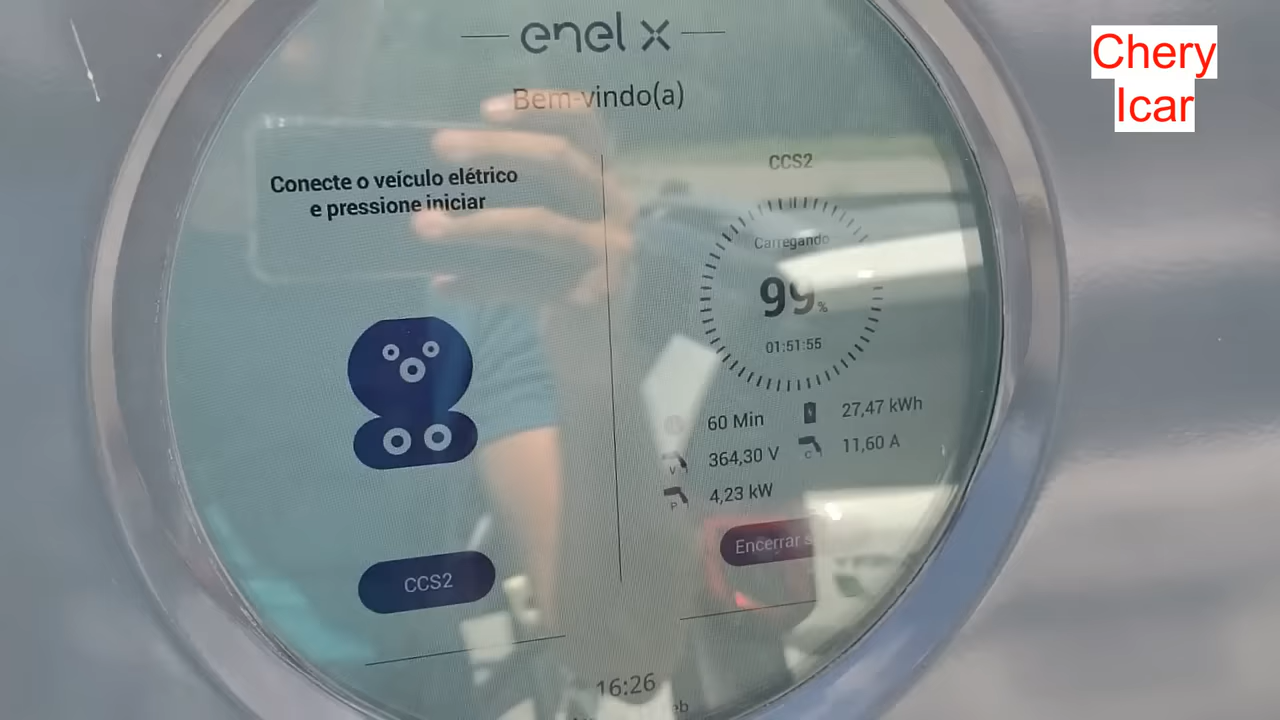 enel x
Bem-vindo(a)
Conecte o veículo elétrico
e pressione iniciar
CCS2
CCS2
Carregando
99%
01:51:55
60 Min
27,47 kWh
364,30 V
11,60 A
V
C
4,23 kW
P
Encerrar
16:26
Chery
Icar